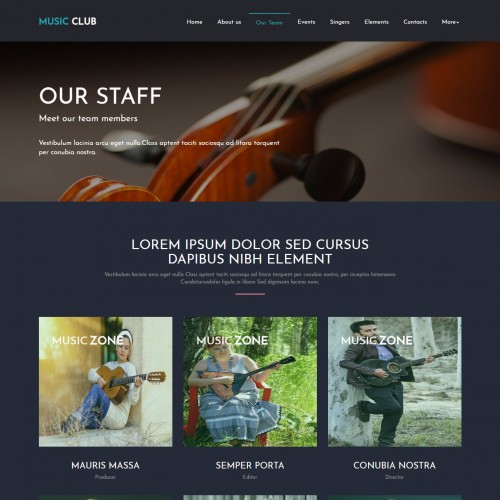 MUSIC CLUB
Home About us Our Team Events Singers Elements Contacts More
OUR STAFF
Meet our team members
Vestibulum lacinia arcu eget nulla.Class aptent taciti sociosqu ad litora torquent
per conubia nostra.
LOREM IPSUM DOLOR SED CURSUS
DAPIBUS NIBH ELEMENT
Vestibulum lacinia arcu eget nulla Class aptent taciti sociosqu ad litora torquent per conubia nostra, per inceptos himenaeos
Curabitursodales ligula in libero Sed dignissim lacinia nunc.
MUSIC ZONE
MUSIC ZONE
MUSIC ZONE
MAURIS MASSA
Producer
SEMPER PORTA
Editor
CONUBIA NOSTRA
Director